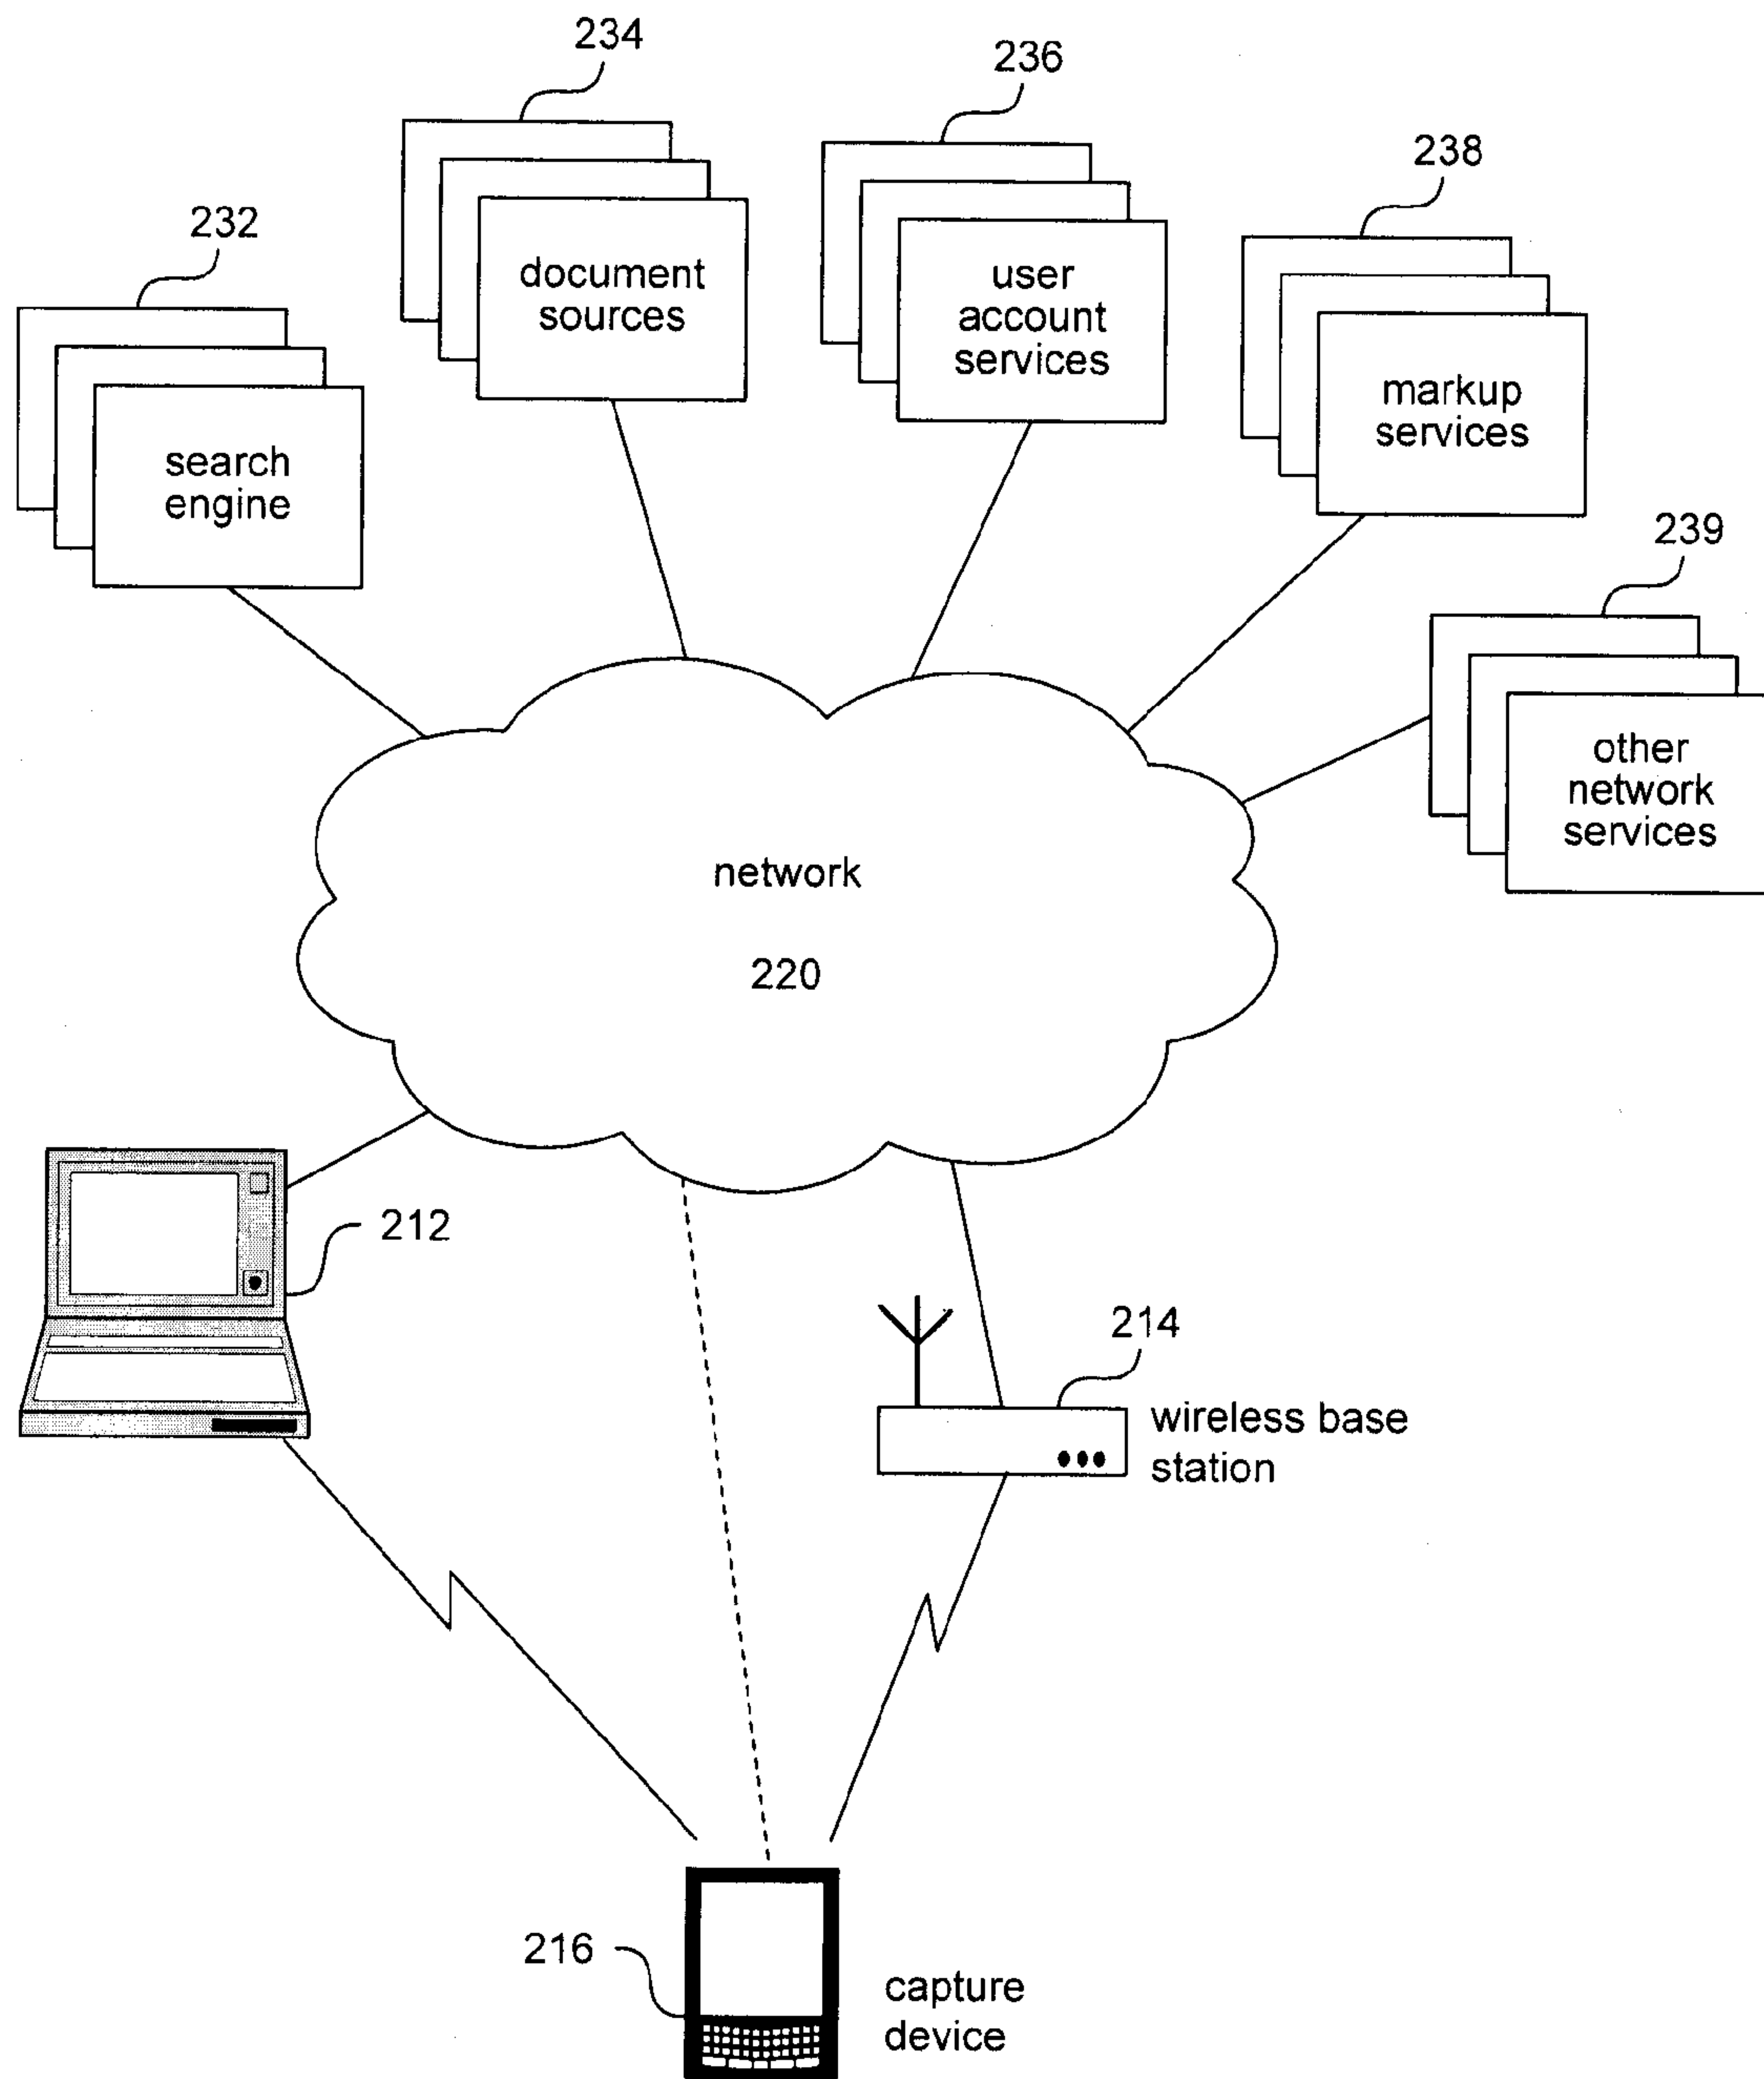 234
236
238
232
document
sources
user
account
services
markup
services
search
engine
239
other
network
services
network
220
212
214
wireless base
station
216
capture
device